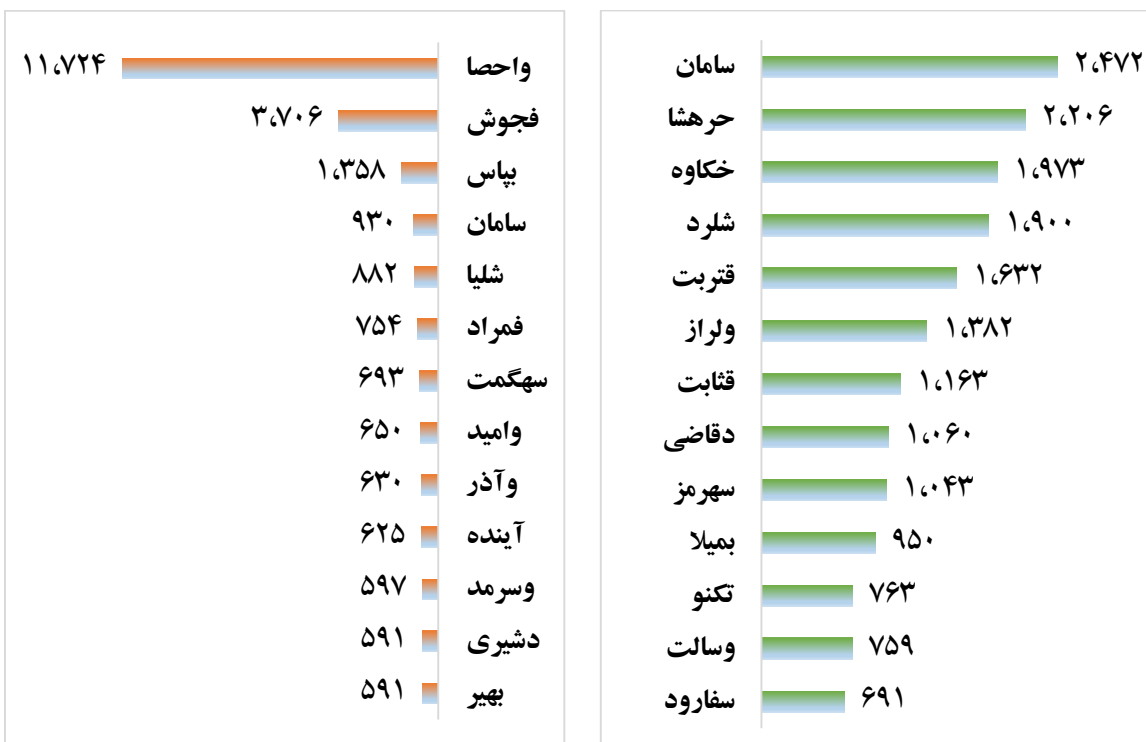 سامان ۲،۴۷۲
حرهشا ۲،۲۰۶
خکاوه ۱،۹۷۳
شلرد ۱،۹۰۰
قتربت ۱،۶۳۲
ولراز ۱،۳۸۲
قثابت ۱،۱۶۳
دقاضی ۱،۰۶۰
سهرمز ۱،۰۴۳
بمیلا ۹۵۰
تکنو ۷۶۳
وسالت ۷۵۹
سفارود ۶۹۱
واحصا ۱۱،۷۲۴
فجوش ۳،۷۰۶
بپاس ۱،۳۵۸
سامان ۹۳۰
شلیا ۸۸۲
فمراد ۷۵۴
سهگمت ۶۹۳
وامید ۶۵۰
وآذر ۶۳۰
آینده ۶۲۵
وسرمد ۵۹۷
دشیری ۵۹۱
بهیر ۵۹۱